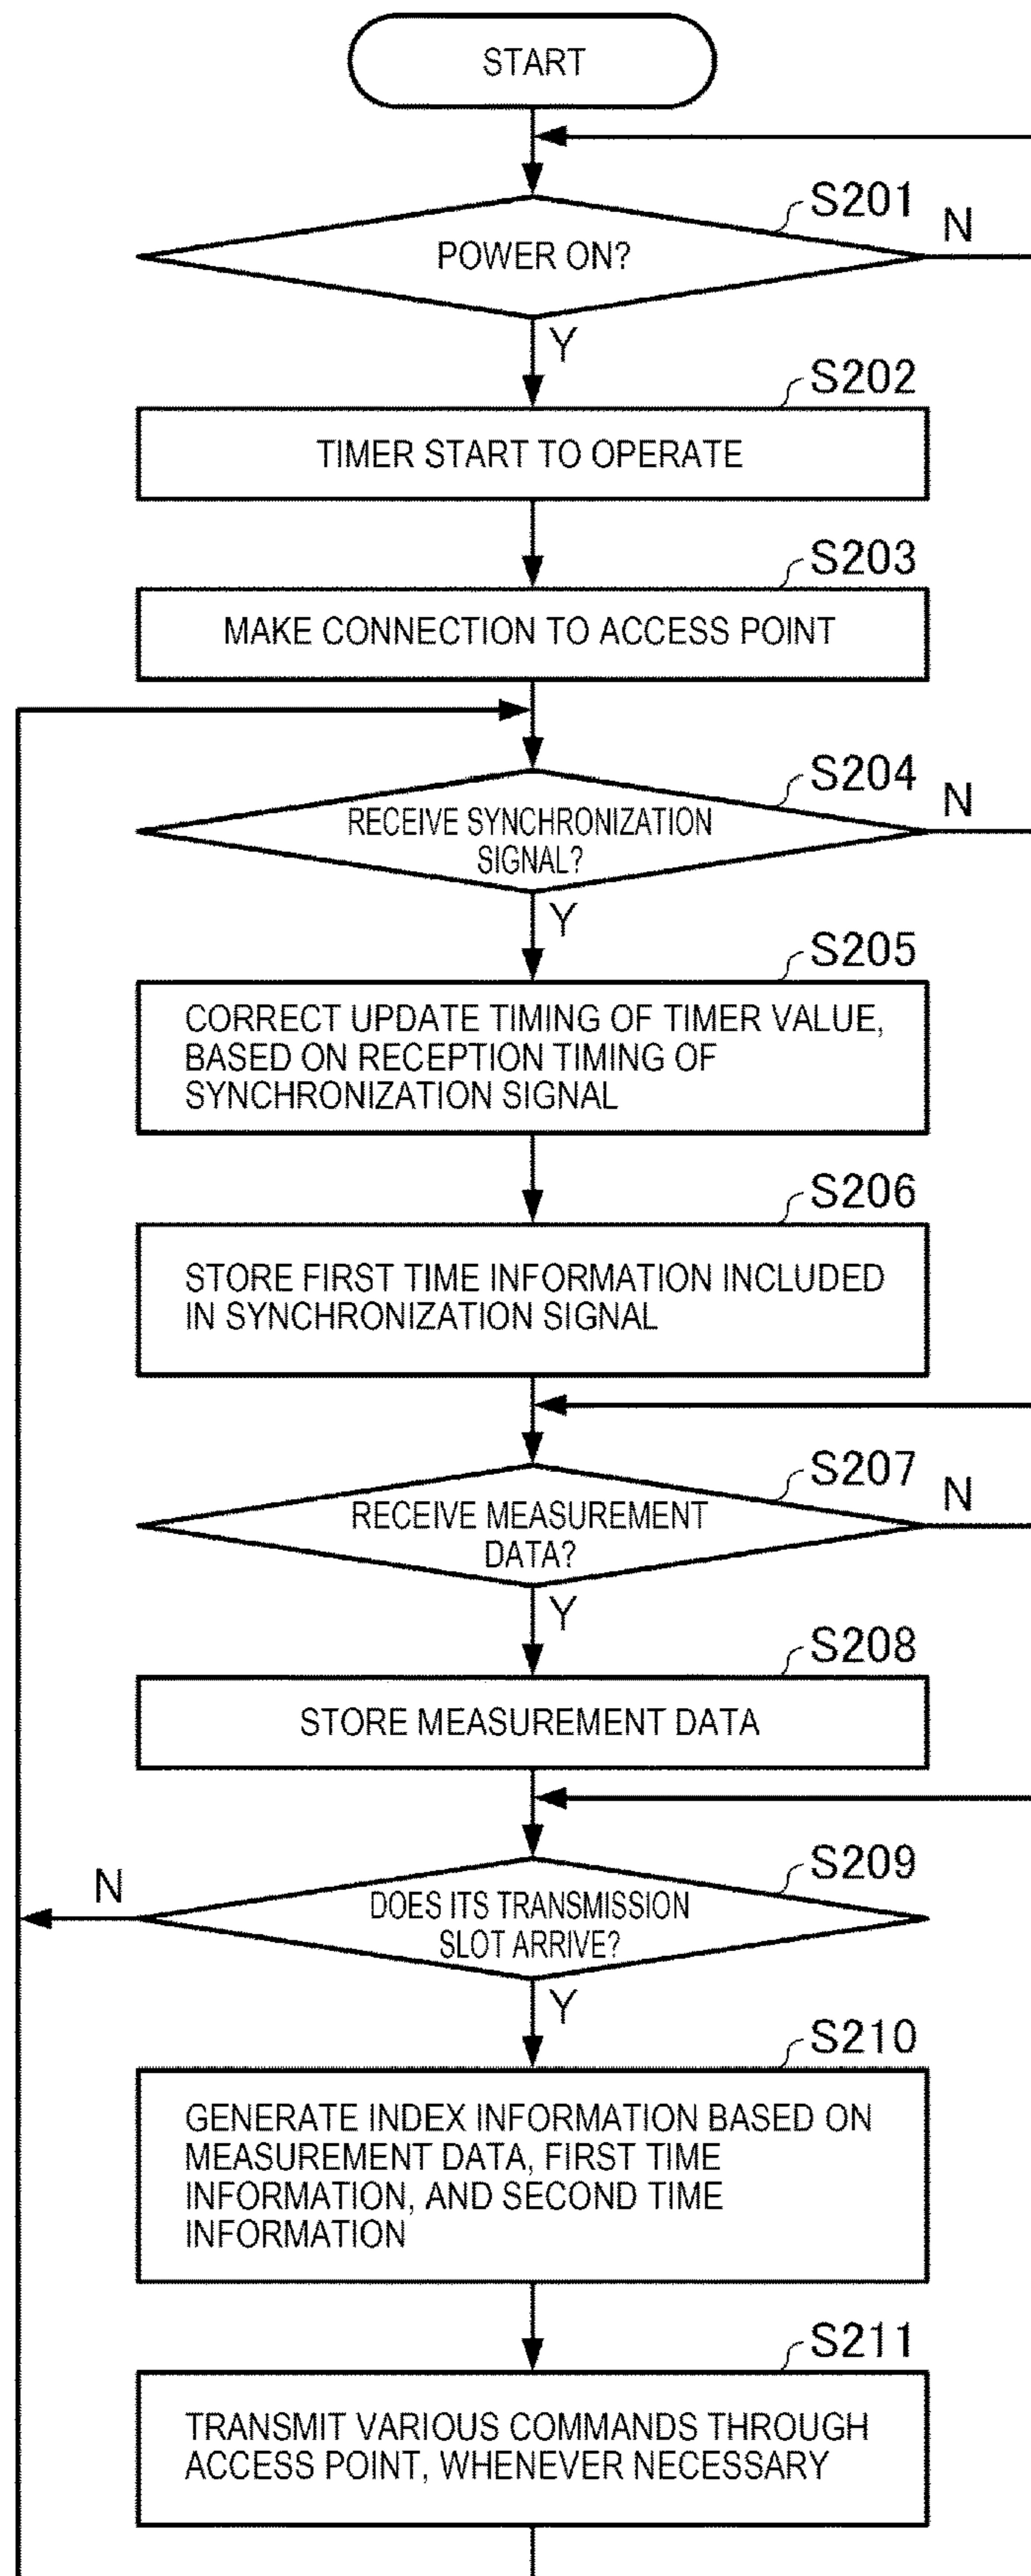 START
S201
POWER ON?
N
Y
S202
TIMER START TO OPERATE
S203
MAKE CONNECTION TO ACCESS POINT
S204
RECEIVE SYNCHRONIZATION
SIGNAL?
N
Y
S205
CORRECT UPDATE TIMING OF TIMER VALUE,
BASED ON RECEPTION TIMING OF
SYNCHRONIZATION SIGNAL
S206
STORE FIRST TIME INFORMATION INCLUDED
IN SYNCHRONIZATION SIGNAL
S207
RECEIVE MEASUREMENT
DATA?
N
Y
S208
STORE MEASUREMENT DATA
S209
N
DOES ITS TRANSMISSION
SLOT ARRIVE?
Y
S210
GENERATE INDEX INFORMATION BASED ON
MEASUREMENT DATA, FIRST TIME
INFORMATION, AND SECOND TIME
INFORMATION
S211
TRANSMIT VARIOUS COMMANDS THROUGH
ACCESS POINT, WHENEVER NECESSARY